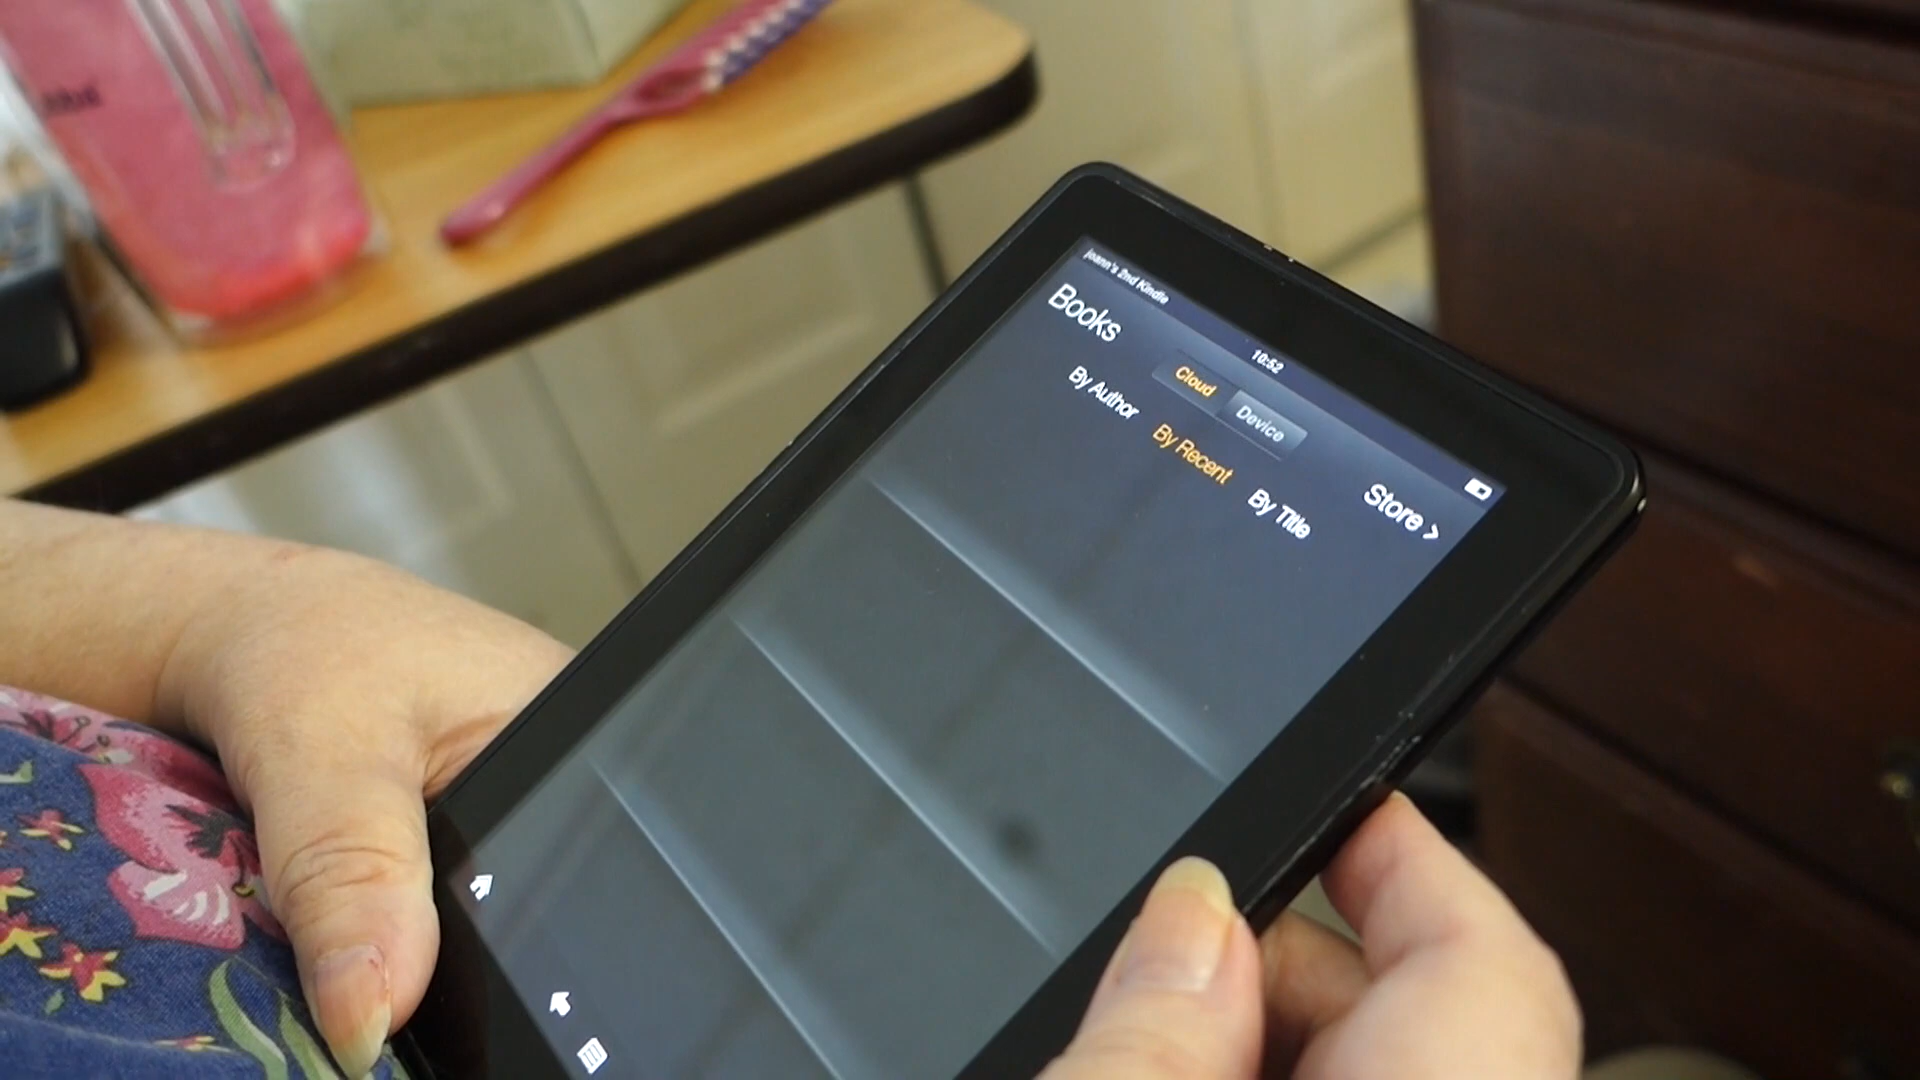 Joann's 2nd Kindle
10:52
Books
Cloud
Device
Store >
By Author
By Recent
By Title